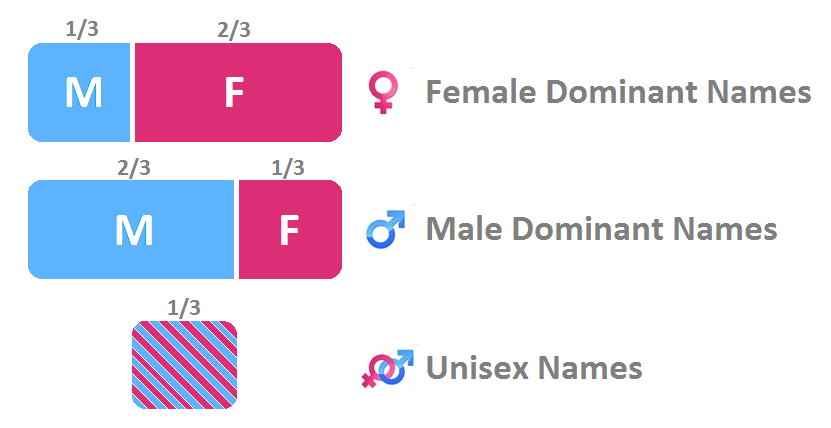 1/3 2/3
M F Female Dominant Names
2/3 1/3
M F Male Dominant Names
1/3
Unisex Names